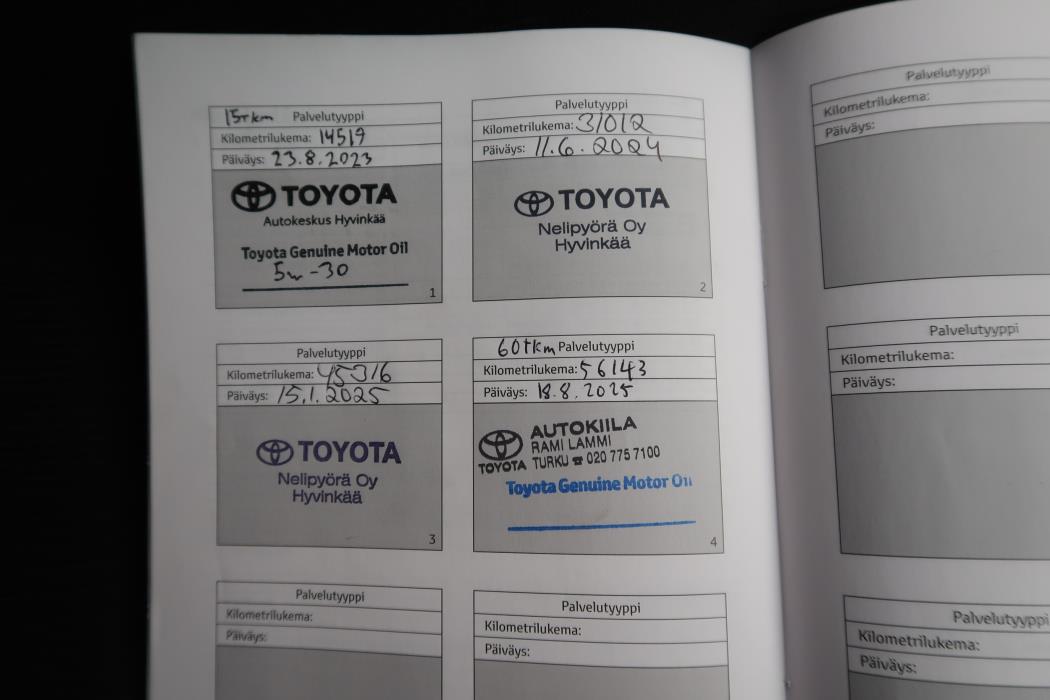 15tkm Palvelutyyppi
Kilometrilukema: 14519
Päiväys: 23.8.2023
TOYOTA
Autokeskus Hyvinkää
Toyota Genuine Motor Oil
5w-30
1
Palvelutyyppi
Kilometrilukema: 31012
Päiväys: 11.6.2024
TOYOTA
Nelipyörä Oy
Hyvinkää
2
Palvelutyyppi
Kilometrilukema: 45316
Päiväys: 15.1.2025
TOYOTA
Nelipyörä Oy
Hyvinkää
3
60tkm Palvelutyyppi
Kilometrilukema: 56143
Päiväys: 18.8.2025
AUTOKIILA
RAMI LAMMI
TOYOTA TURKU ☎ 020 775 7100
Toyota Genuine Motor Oil
4
Palvelutyyppi
Kilometrilukema:
Päiväys:
Palvelutyyppi
Kilometrilukema:
Päiväys:
Palvelutyyppi
Kilometrilukema:
Päiväys:
Palvelutyyppi
Kilometrilukema:
Päiväys:
Palvelutyyppi
Kilometrilukema:
Päiväys: